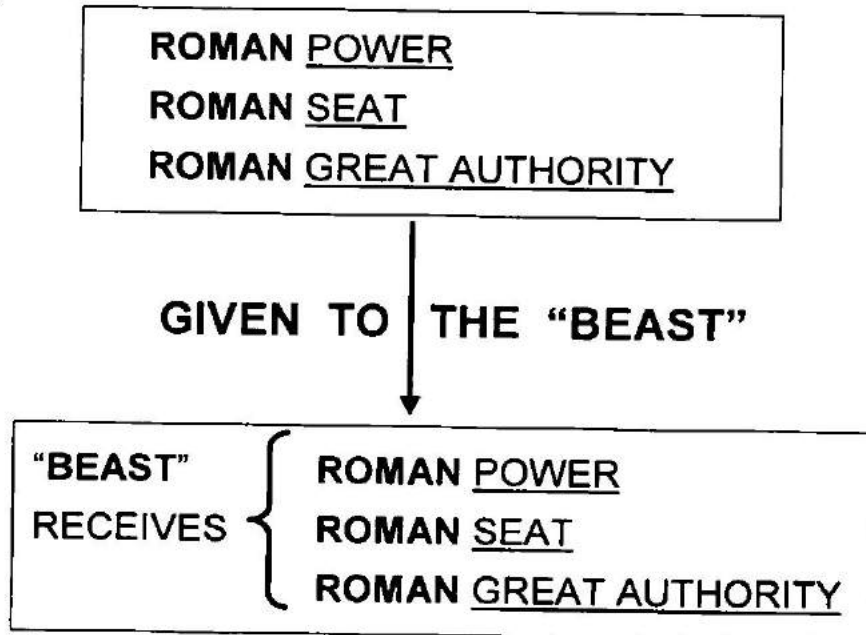 ROMAN POWER
ROMAN SEAT
ROMAN GREAT AUTHORITY
GIVEN TO THE “BEAST”
“BEAST”
RECEIVES
ROMAN POWER
ROMAN SEAT
ROMAN GREAT AUTHORITY